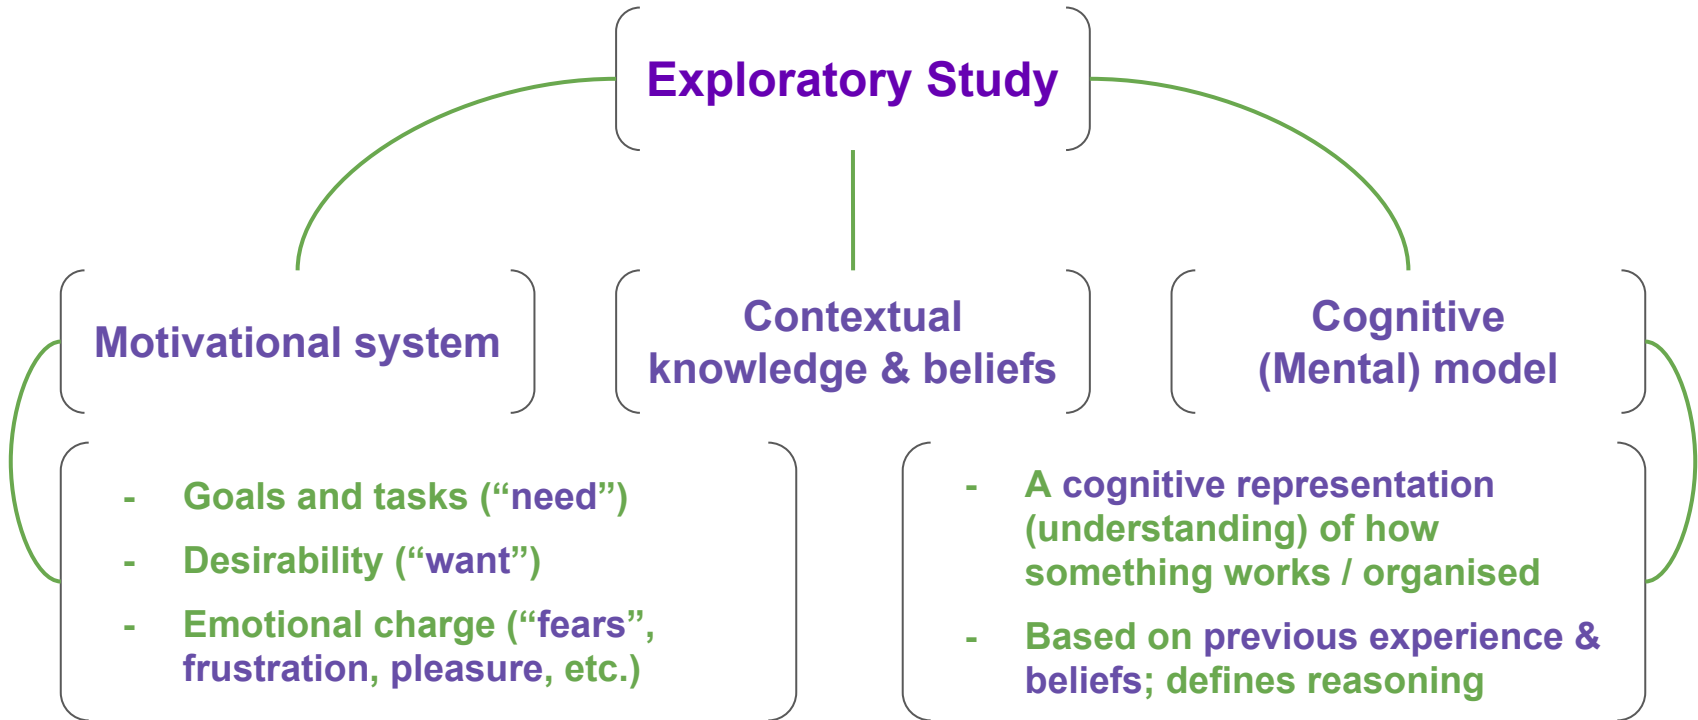 Exploratory Study
Motivational system
Contextual
knowledge & beliefs
Cognitive
(Mental) model
- Goals and tasks (“need”)
- Desirability (“want”)
- Emotional charge (“fears”,
frustration, pleasure, etc.)
- A cognitive representation
(understanding) of how
something works / organised
- Based on previous experience &
beliefs; defines reasoning